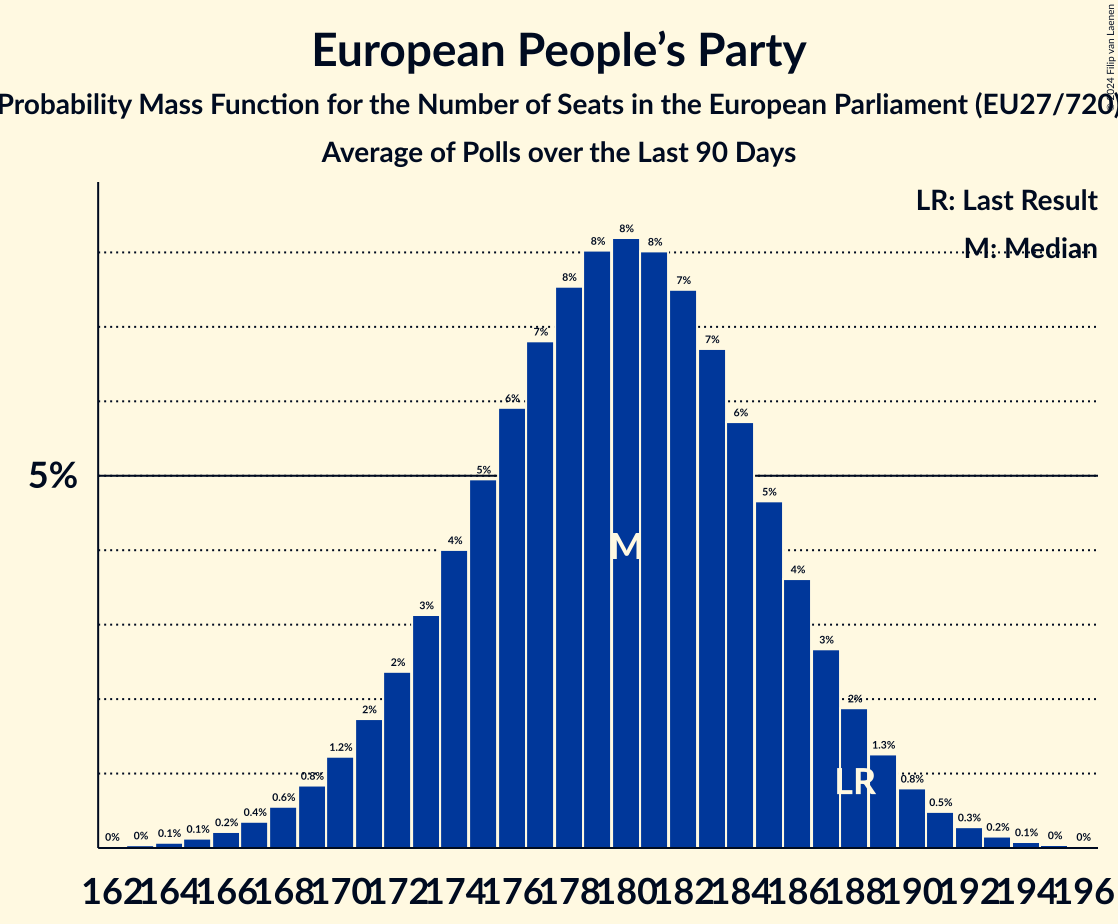 European People’s Party
Probability Mass Function for the Number of Seats in the European Parliament (EU27/720)
Average of Polls over the Last 90 Days
© 2024 Filip van Laenen
LR: Last Result
M: Median
5%
0% 0% 0.1% 0.1% 0.2% 0.4% 0.6% 0.8% 1.2% 2% 2% 3% 4% 5% 6% 7% 8% 8% 8% 8% 7% 7% 6% 5% 4% 3% 2% 1.3% 0.8% 0.5% 0.3% 0.2% 0.1% 0% 0%
M
LR
162 164 166 168 170 172 174 176 178 180 182 184 186 188 190 192 194 196